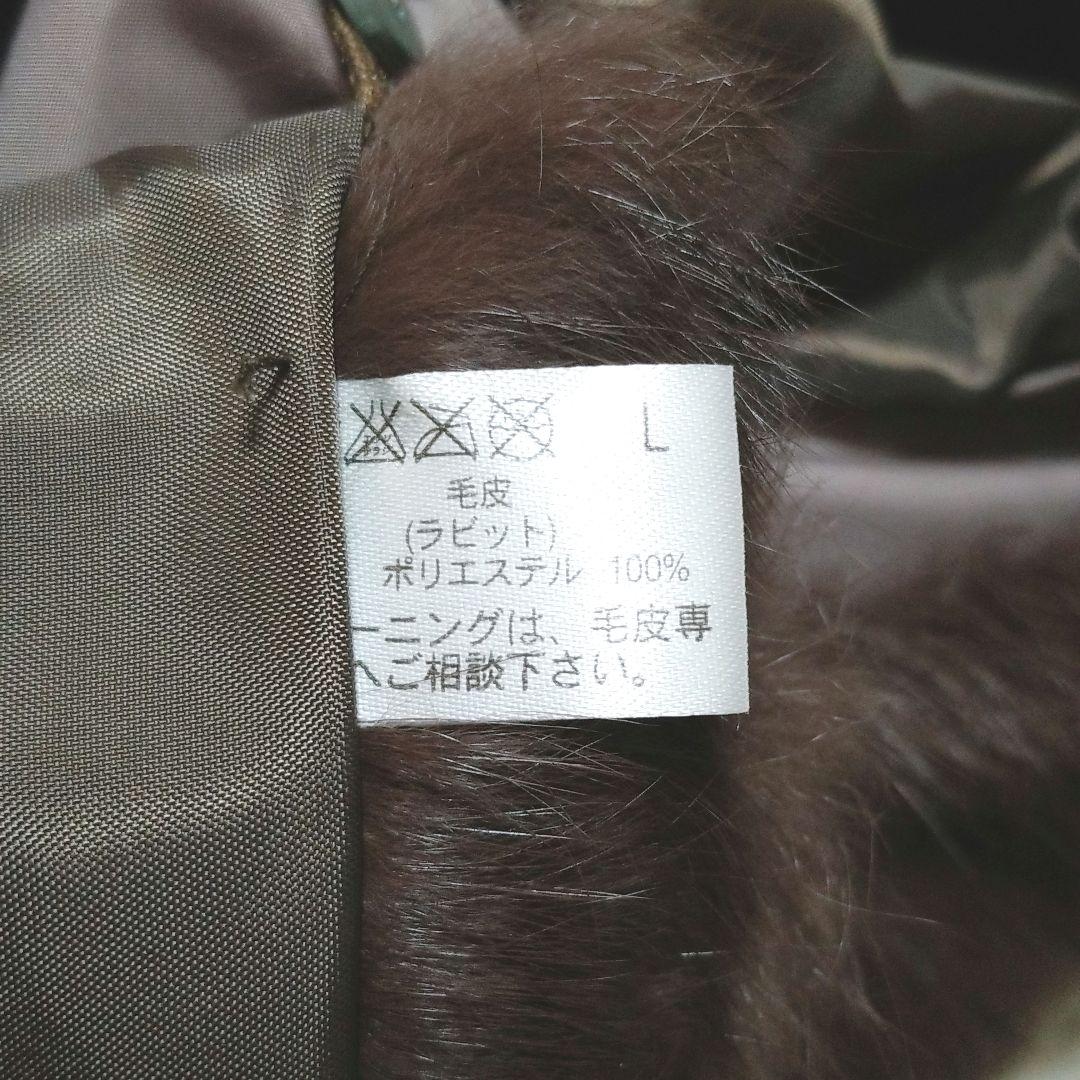 L
毛皮
(ラビット)
ポリエステル 100%
ーニングは、毛皮専
へご相談下さい。